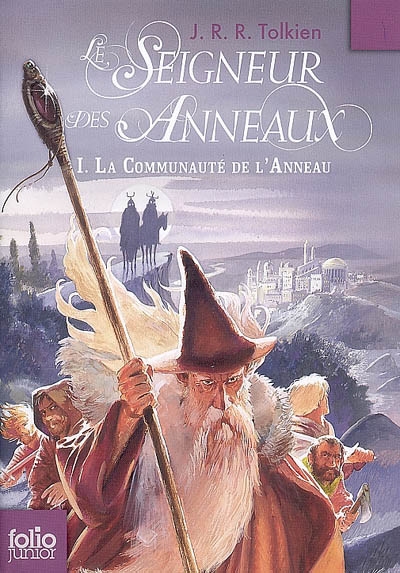 J. R. R. Tolkien
LE SEIGNEUR
DES ANNEAUX
I. LA COMMUNAUTÉ DE L'ANNEAU
folio
junior